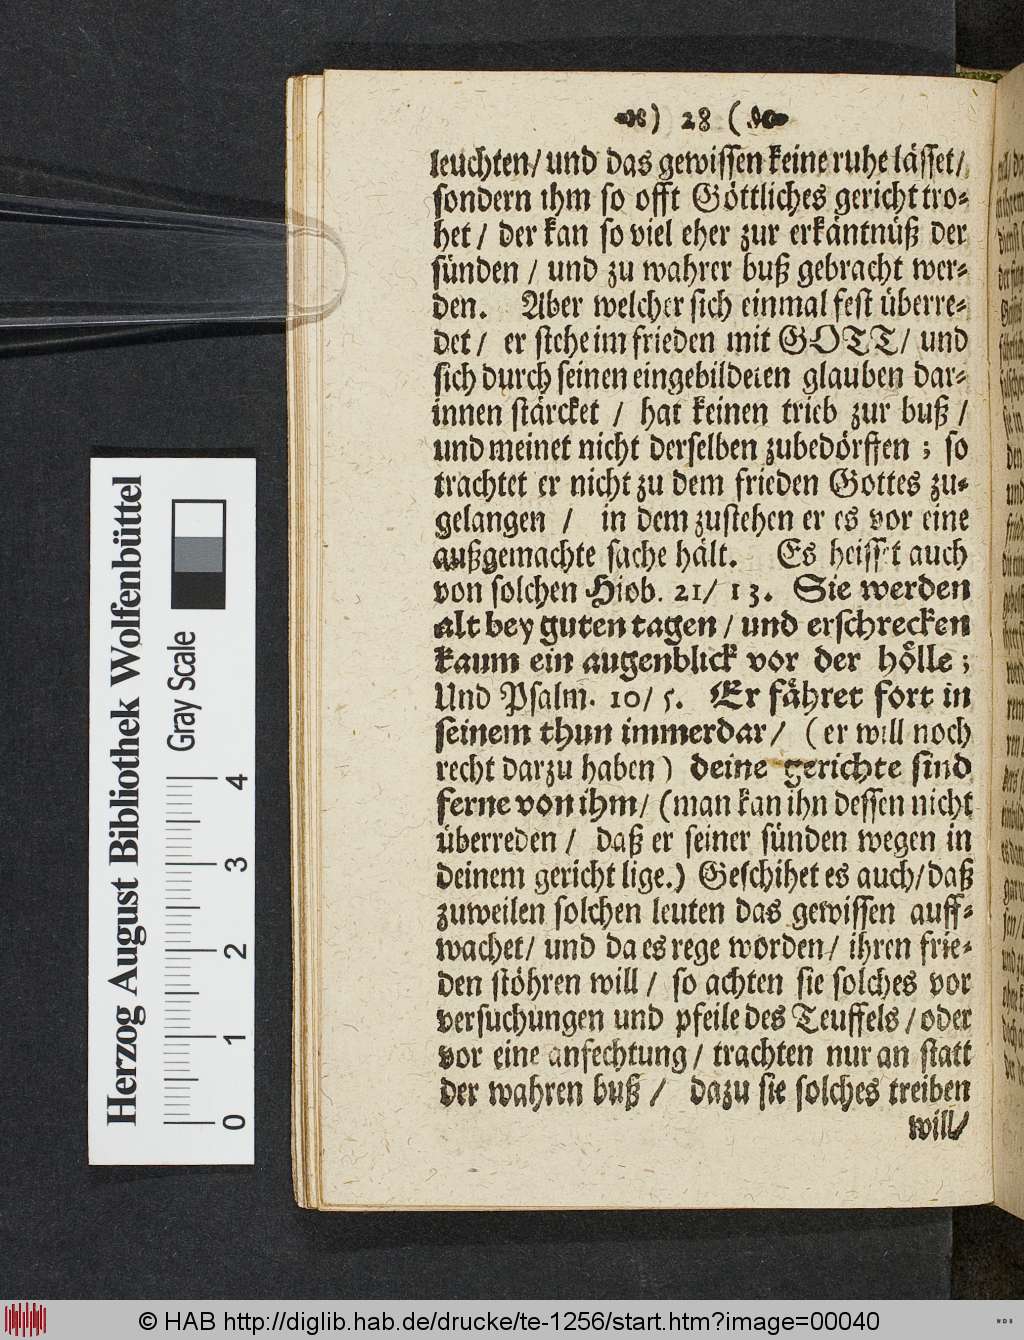 ) 28 (
leuchten/ und das gewissen keine ruhe lässet/
sondern ihm so offt Göttliches gericht tro⸗
het / der kan so viel eher zur erkäntnüß der
sünden / und zu wahrer buß gebracht wer⸗
den. Aber welcher sich einmal fest überre⸗
det / er stehe im frieden mit GOTT/ und
sich durch seinen eingebildeten glauben dar⸗
innen stärcket / hat keinen trieb zur buß /
und meinet nicht derselben zubedörffen ; so
trachtet er nicht zu dem frieden Gottes zu⸗
gelangen / in dem zustehen er es vor eine
außgemachte sache hält. Es heisset auch
von solchen Hiob. 21/ 13. Sie werden
alt bey guten tagen / und erschrecken
kaum ein augenblick vor der hölle ;
Und Psalm. 10/ 5. Er fähret fort in
seinem thun immerdar/ (er will noch
recht darzu haben) deine gerichte sind
ferne von ihm/ (man kan ihn dessen nicht
überreden / daß er seiner sünden wegen in
deinem gericht lige.) Geschihet es auch/ daß
zuweilen solchen leuten das gewissen auff⸗
wachet/ und da es rege worden/ ihren frie⸗
den stöhren will / so achten sie solches vor
versuchungen und pfeile des Teuffels / oder
vor eine anfechtung / trachten nur an statt
der wahren buß / dazu sie solches treiben
will/
Herzog August Bibliothek Wolfenbüttel
Gray Scale
0 1 2 3 4
© HAB http://diglib.hab.de/drucke/te-1256/start.htm?image=00040